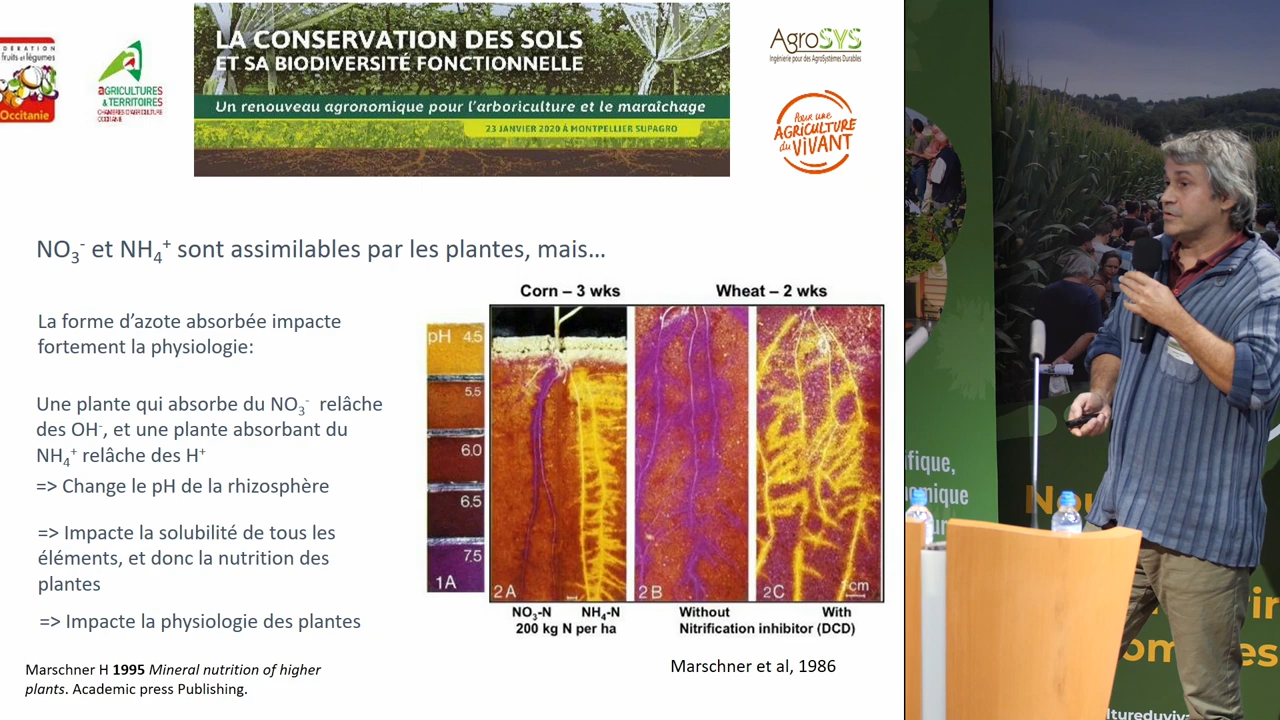 LA CONSERVATION DES SOLS
ET SA BIODIVERSITÉ FONCTIONNELLE
Un renouveau agronomique pour l'arboriculture et le maraîchage
23 JANVIER 2020 À MONTPELLIER SUPAGRO
fruits et légumes
Occitanie
AGRICULTURES
& TERRITOIRES
CHAMBRES D'AGRICULTURE
OCCITANIE
AgroSYS
Ingénierie pour des AgroSystèmes Durables
Pour une
AGRICULTURE
du VIVANT
NO3- et NH4+ sont assimilables par les plantes, mais…
La forme d'azote absorbée impacte
fortement la physiologie:
Une plante qui absorbe du NO3- relâche
des OH-, et une plante absorbant du
NH4+ relâche des H+
=> Change le pH de la rhizosphère
=> Impacte la solubilité de tous les
éléments, et donc la nutrition des
plantes
=> Impacte la physiologie des plantes
Marschner H 1995 Mineral nutrition of higher
plants. Academic press Publishing.
Corn – 3 wks
Wheat – 2 wks
pH 4.5
5.5
6.0
6.5
7.5
1A
2A
2B
2C
1cm
NO3-N NH4-N
200 kg N per ha
Without With
Nitrification inhibitor (DCD)
Marschner et al, 1986
ifique,